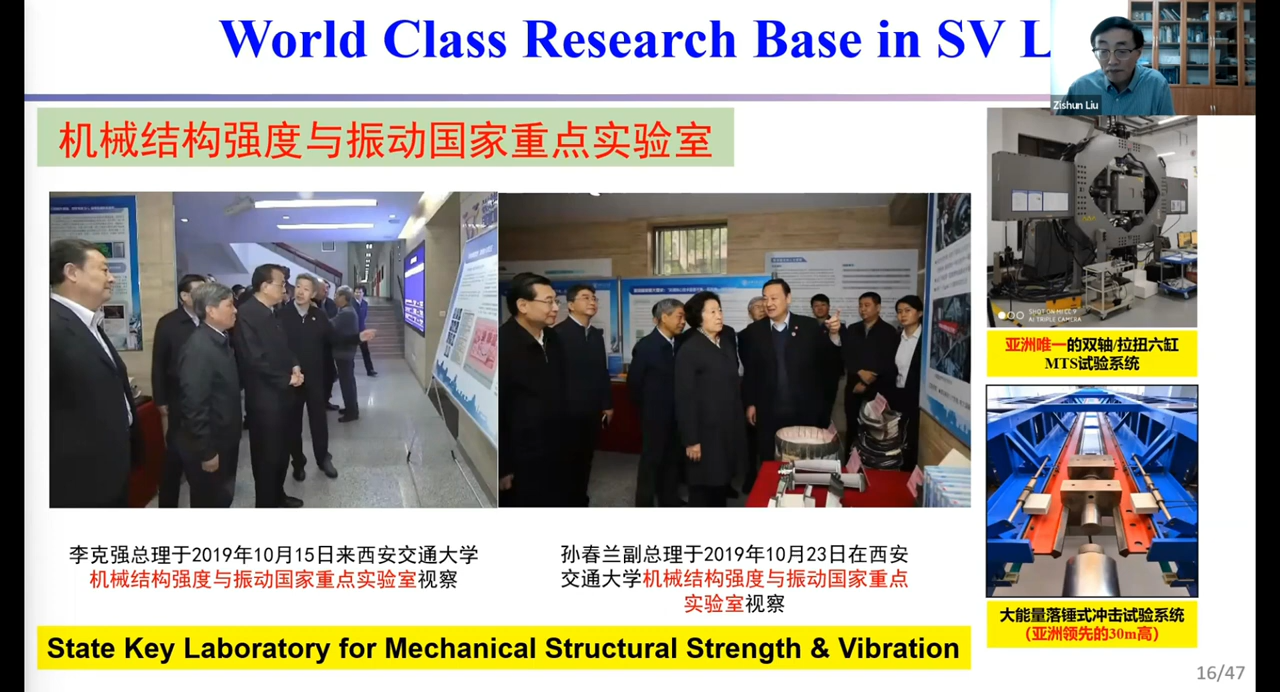 World Class Research Base in SV L
Zishun Liu
机械结构强度与振动国家重点实验室
SHOT ON MI CC 9
AI TRIPLE CAMERA
亚洲唯一的双轴/拉扭六缸
MTS试验系统
李克强总理于2019年10月15日来西安交通大学
机械结构强度与振动国家重点实验室视察
孙春兰副总理于2019年10月23日在西安
交通大学机械结构强度与振动国家重点
实验室视察
大能量落锤式冲击试验系统
(亚洲领先的30m高)
State Key Laboratory for Mechanical Structural Strength & Vibration
16/47